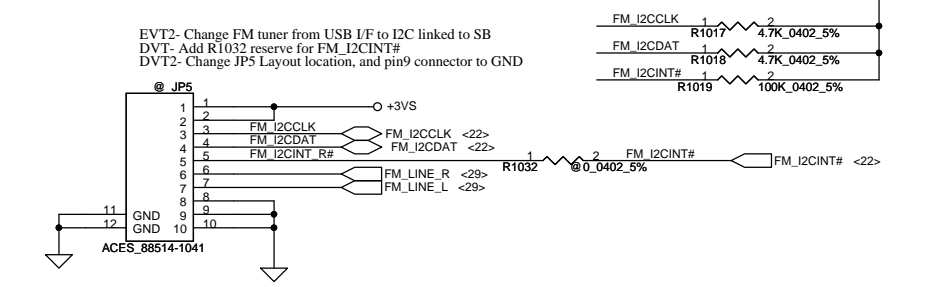 FM_I2CCLK 1 2
R1017 4.7K_0402_5%
FM_I2CDAT 1 2
R1018 4.7K_0402_5%
FM_I2CINT# 1 2
R1019 100K_0402_5%
EVT2- Change FM tuner from USB I/F to I2C linked to SB
DVT- Add R1032 reserve for FM_I2CINT#
DVT2- Change JP5 Layout location, and pin9 connector to GND
@ JP5
1 1 +3VS
2 2
3 3 FM_I2CCLK FM_I2CCLK <22>
4 4 FM_I2CDAT FM_I2CDAT <22>
5 5 FM_I2CINT_R# 1 2 FM_I2CINT# FM_I2CINT# <22>
R1032 @0_0402_5%
6 6 FM_LINE_R <29>
7 7 FM_LINE_L <29>
8 8
11 GND 9 9
12 GND 10 10
ACES_88514-1041